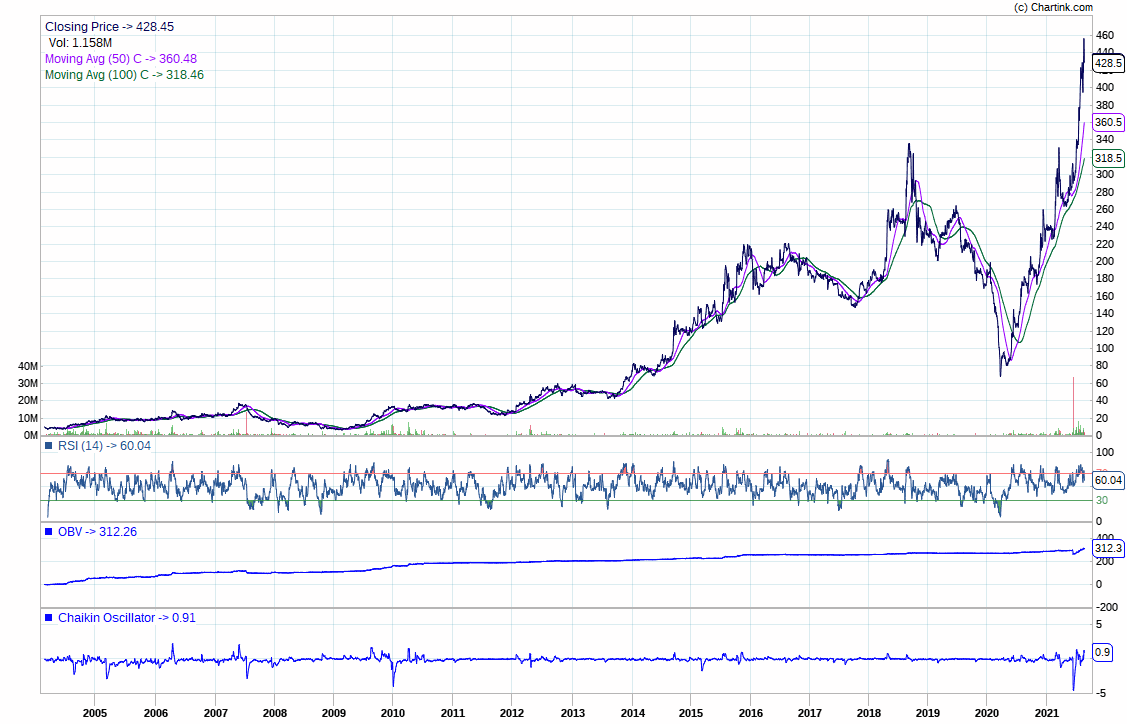 (c) Chartink.com
Closing Price -> 428.45
Vol: 1.158M
Moving Avg (50) C -> 360.48
Moving Avg (100) C -> 318.46
460
440
428.5
400
380
360.5
340
318.5
300
280
260
240
220
200
180
160
140
120
100
80
60
40
20
0
40M
30M
20M
10M
0M
RSI (14) -> 60.04
100
70
60.04
30
0
OBV -> 312.26
400
312.3
200
0
-200
Chaikin Oscillator -> 0.91
5
0.9
-5
2005 2006 2007 2008 2009 2010 2011 2012 2013 2014 2015 2016 2017 2018 2019 2020 2021